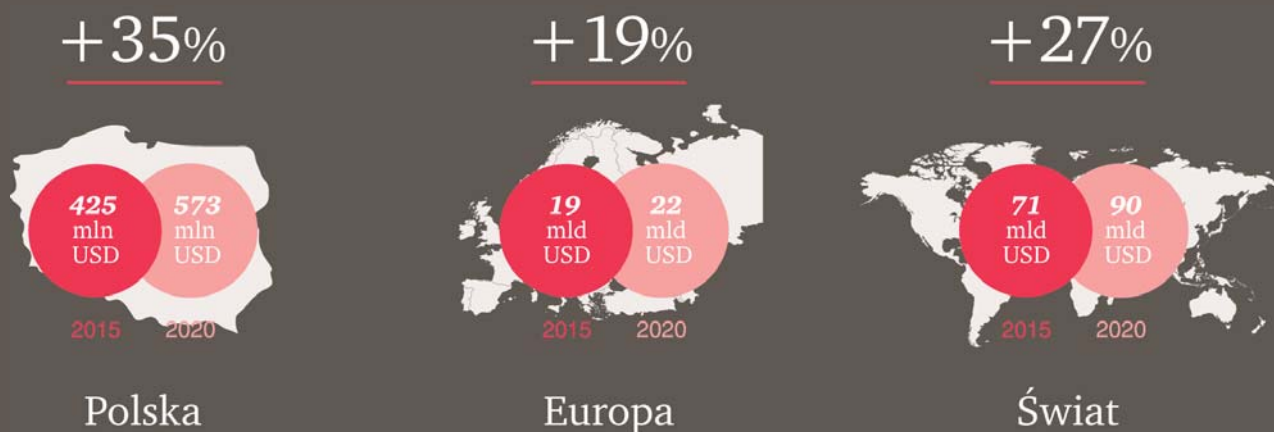 +35%
425
mln
USD
573
mln
USD
2015
2020
Polska
+19%
19
mld
USD
22
mld
USD
2015
2020
Europa
+27%
71
mld
USD
90
mld
USD
2015
2020
Świat